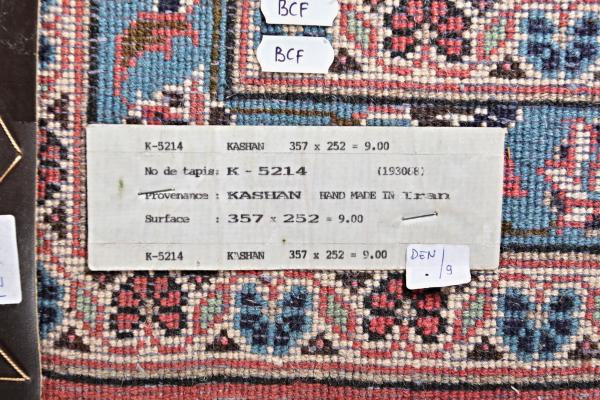 BCF
BCF
K-5214 KASHAN 357 x 252 = 9.00
No de tapis: K - 5214 (193068)
Provenance : KASHAN HAND MADE IN Iran
Surface : 357 x 252 = 9.00
K-5214 KASHAN 357 x 252 = 9.00
DEN
. /9